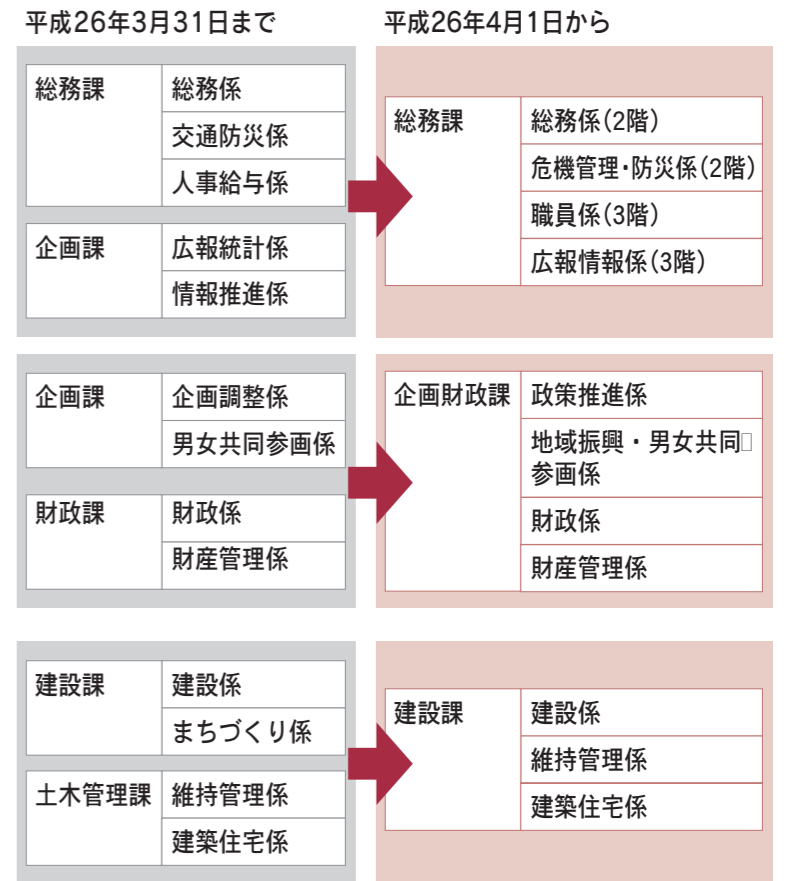 平成26年3月31日まで
平成26年4月1日から
総務課
総務係
交通防災係
人事給与係
企画課
広報統計係
情報推進係
総務課
総務係(2階)
危機管理・防災係(2階)
職員係(3階)
広報情報係(3階)
企画課
企画調整係
男女共同参画係
財政課
財政係
財産管理係
企画財政課
政策推進係
地域振興・男女共同
参画係
財政係
財産管理係
建設課
建設係
まちづくり係
土木管理課
維持管理係
建築住宅係
建設課
建設係
維持管理係
建築住宅係